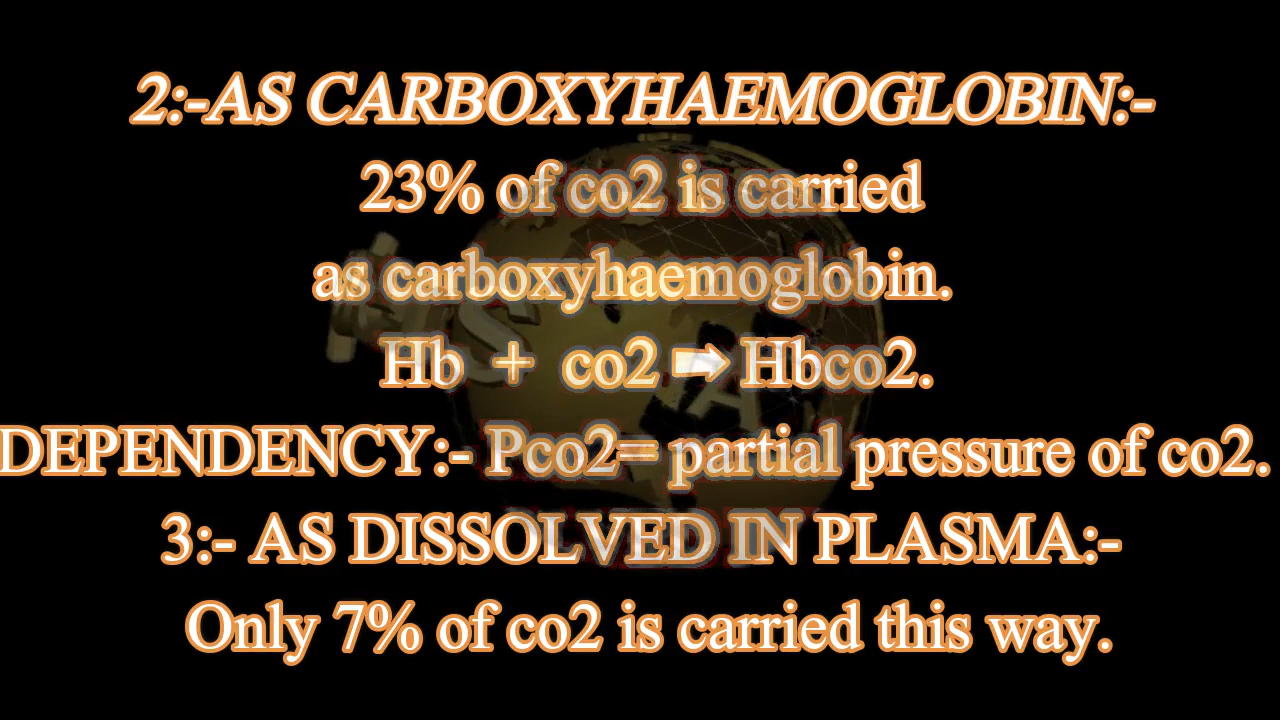 2:-AS CARBOXYHAEMOGLOBIN:-
23% of co2 is carried
as carboxyhaemoglobin.
Hb + co2 ➡ Hbco2.
DEPENDENCY:- Pco2= partial pressure of co2.
3:- AS DISSOLVED IN PLASMA:-
Only 7% of co2 is carried this way.